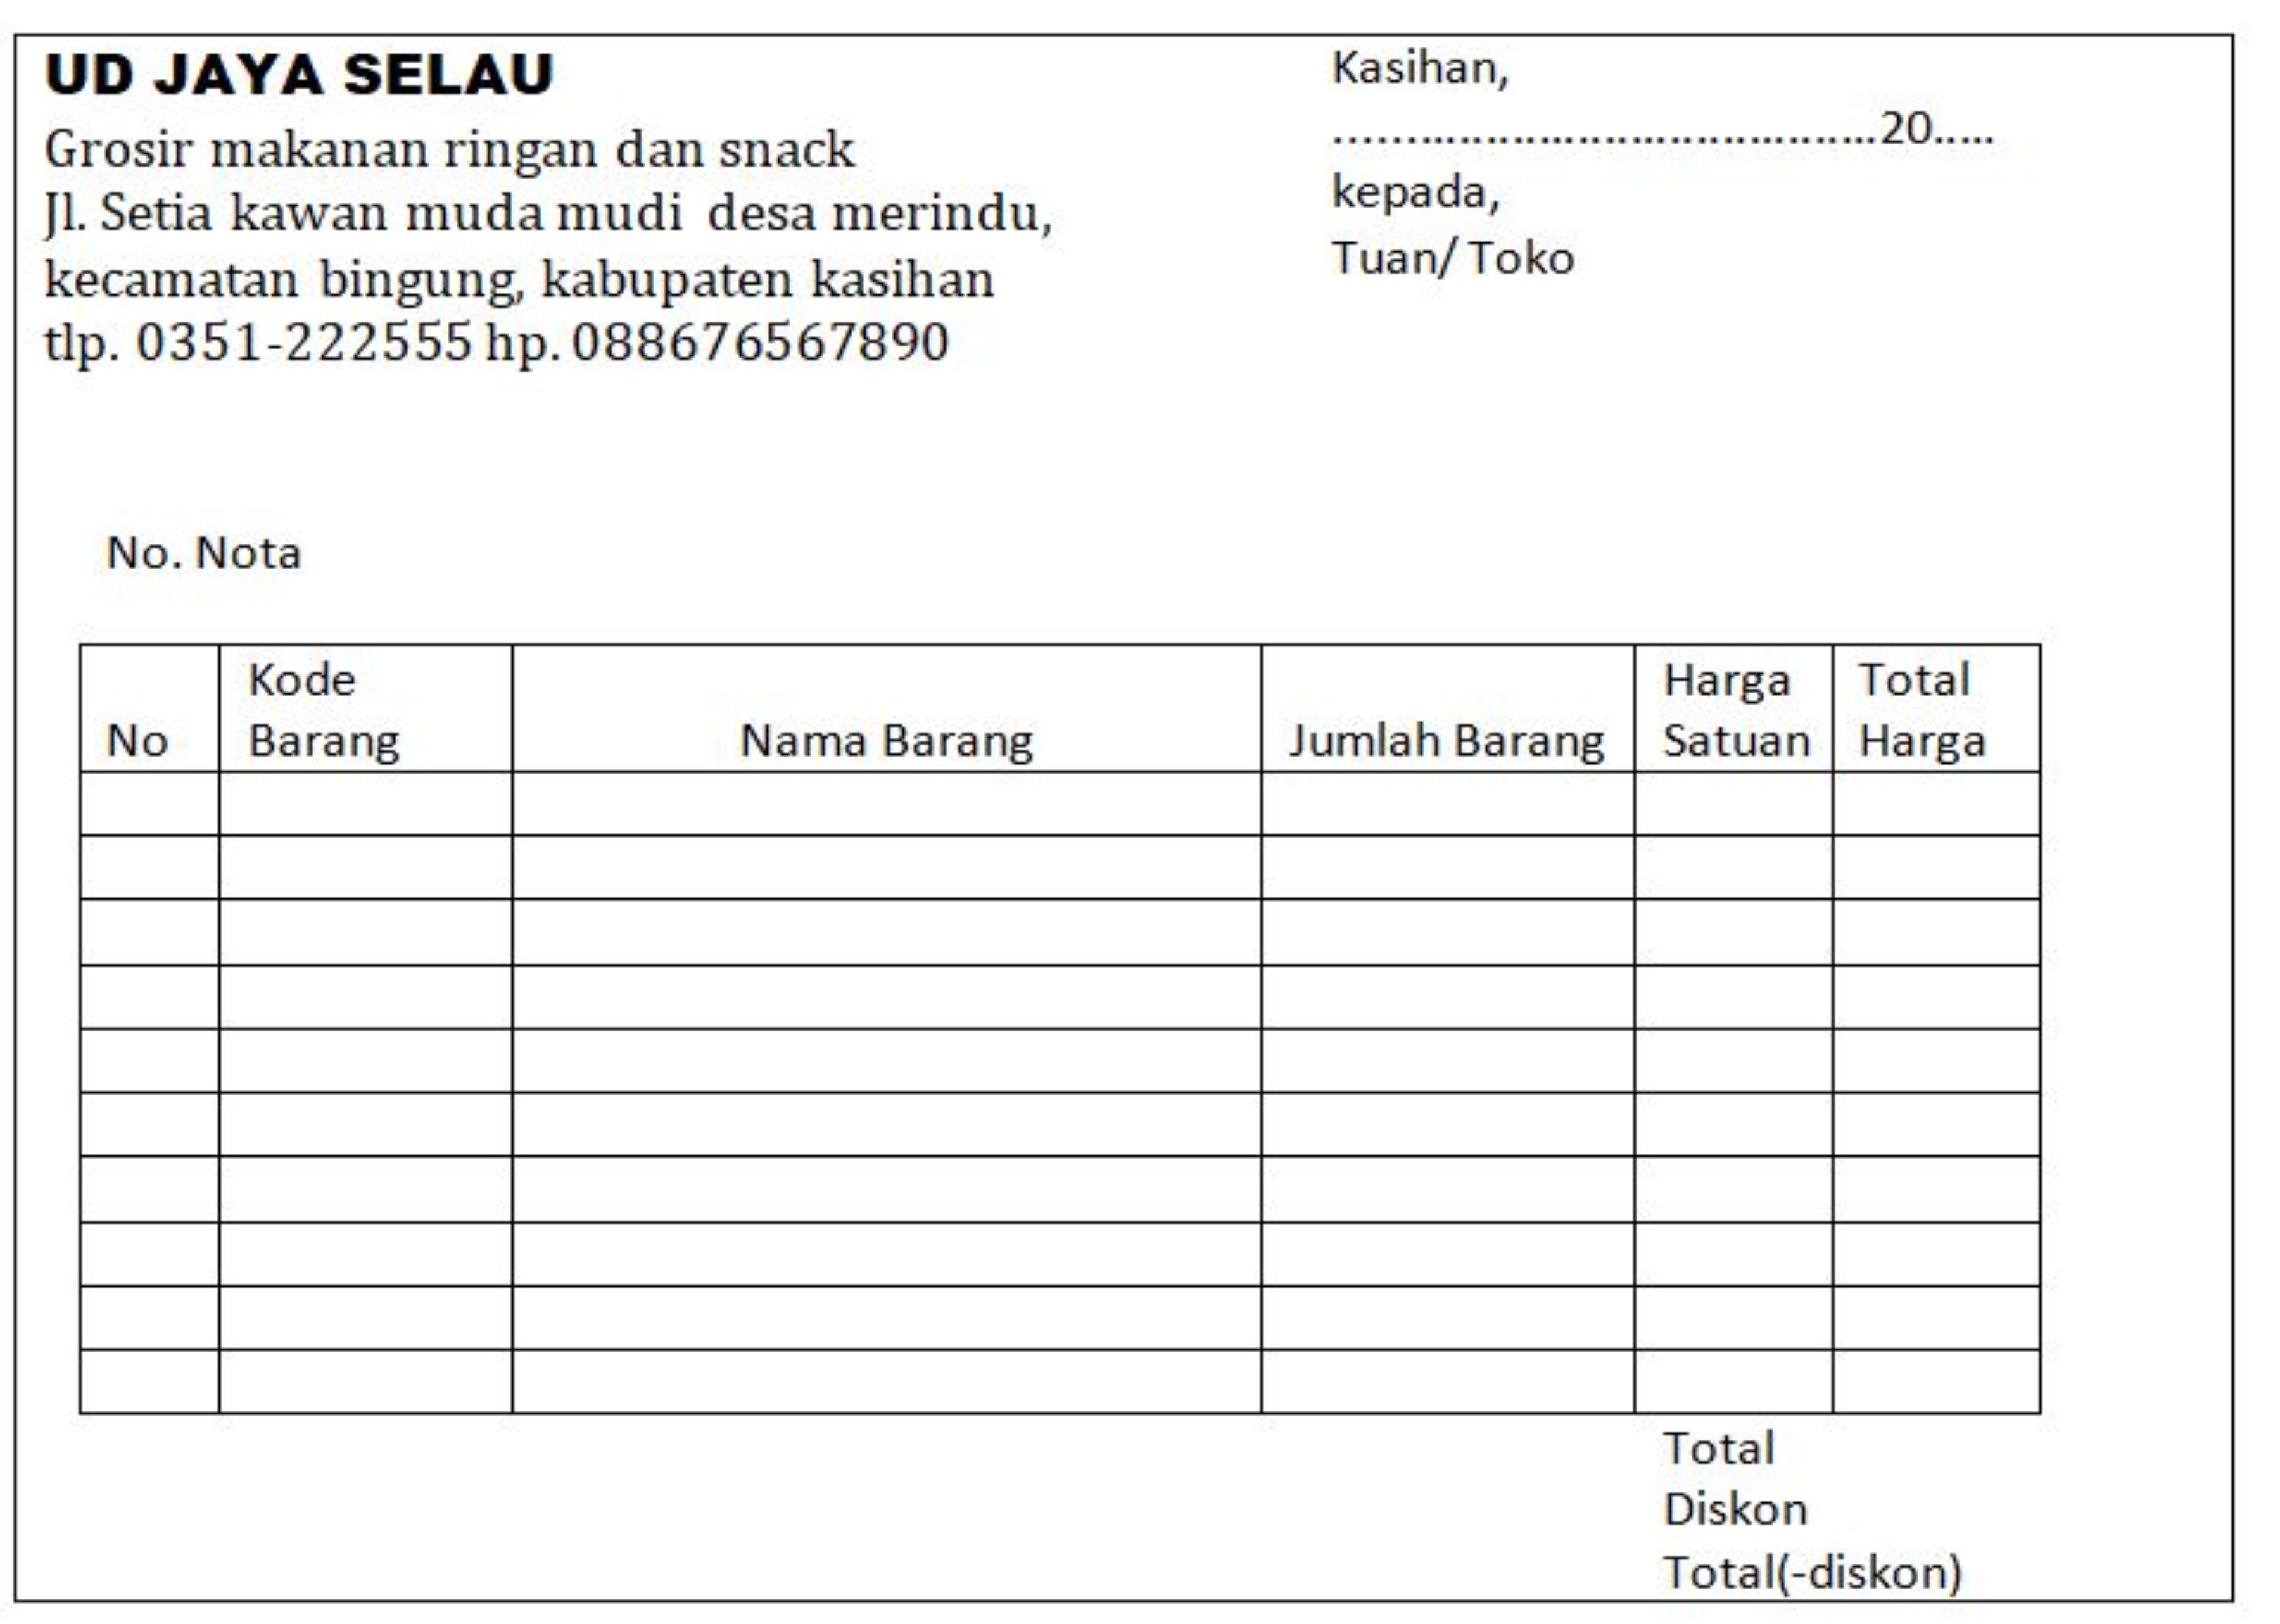 UD JAYA SELAU
Grosir makanan ringan dan snack
Jl. Setia kawan muda mudi desa merindu,
kecamatan bingung, kabupaten kasihan
tlp. 0351-222555 hp. 088676567890
Kasihan,
..........................................20.....
kepada,
Tuan/ Toko
No. Nota
No Kode Barang Nama Barang Jumlah Barang Harga Satuan Total Harga
Total
Diskon
Total(-diskon)